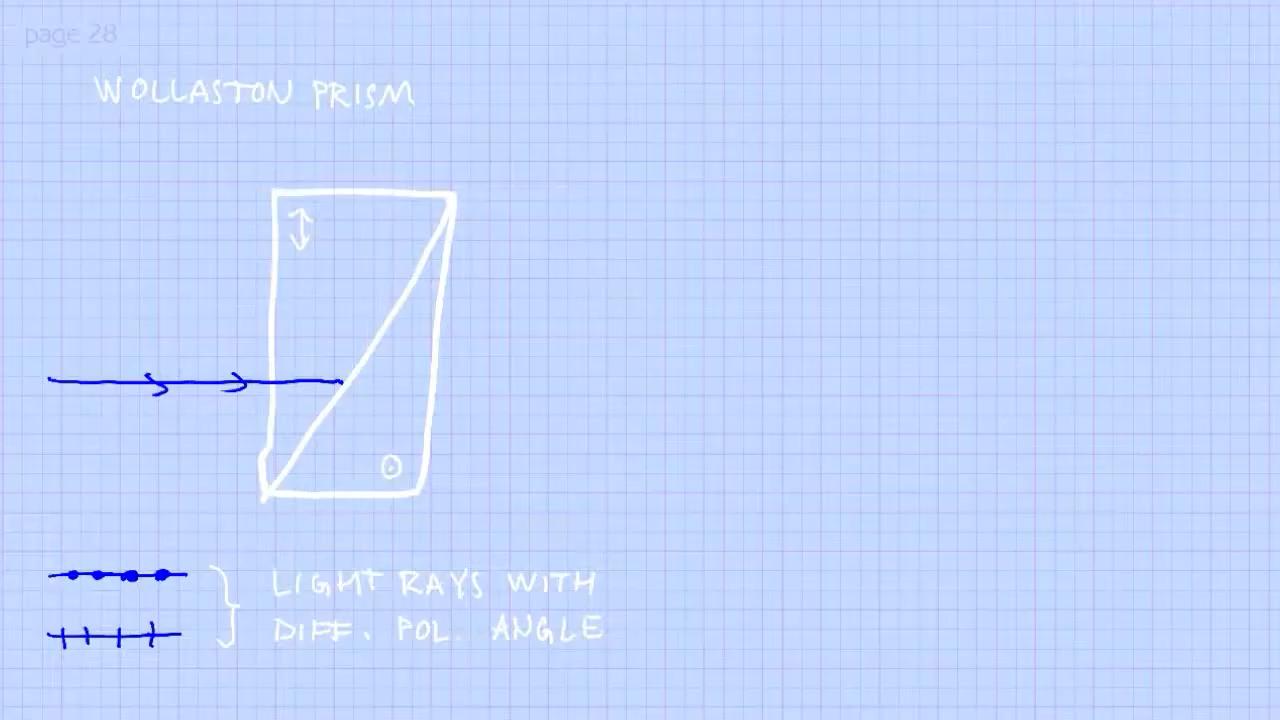 page 28
WOLLASTON PRISM
LIGHT RAYS WITH
DIFF. POL. ANGLE